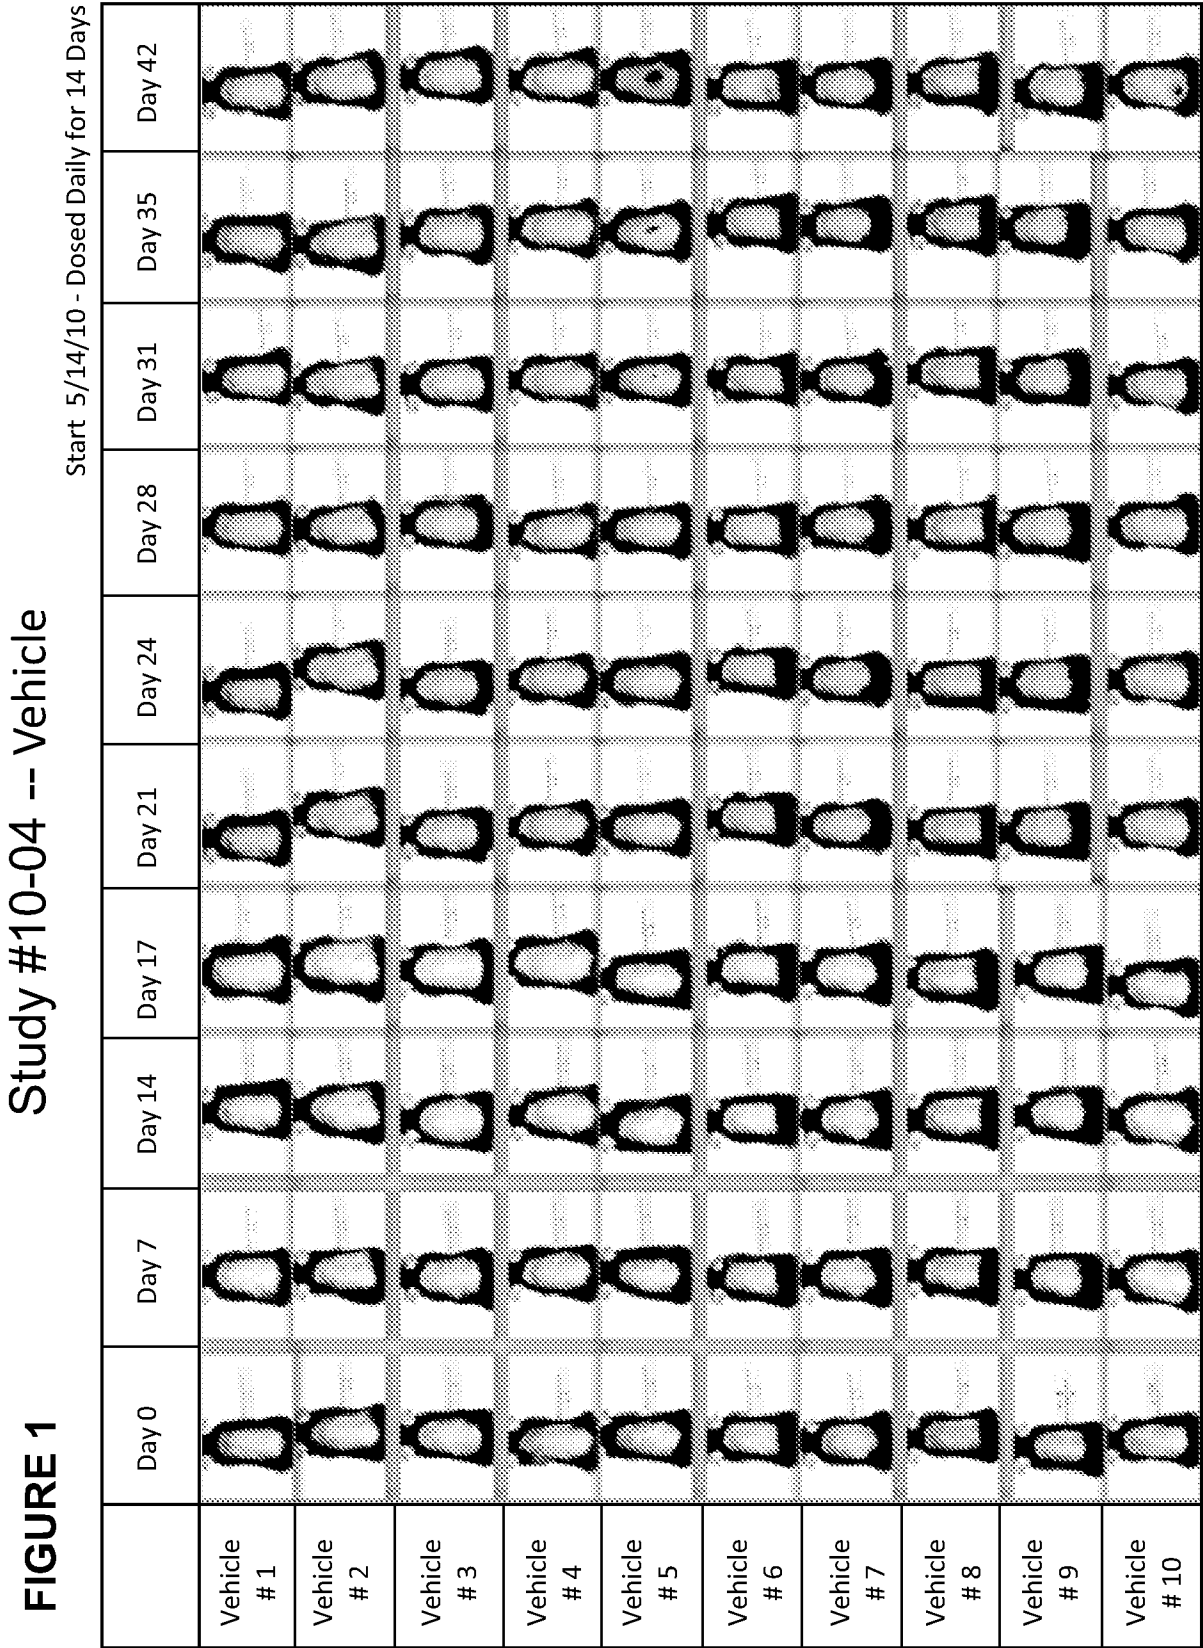 FIGURE 1
Study #10-04 -- Vehicle
Start 5/14/10 - Dosed Daily for 14 Days
Day 0
Day 7
Day 14
Day 17
Day 21
Day 24
Day 28
Day 31
Day 35
Day 42
Vehicle
# 1
Vehicle
# 2
Vehicle
# 3
Vehicle
# 4
Vehicle
# 5
Vehicle
# 6
Vehicle
# 7
Vehicle
# 8
Vehicle
# 9
Vehicle
# 10